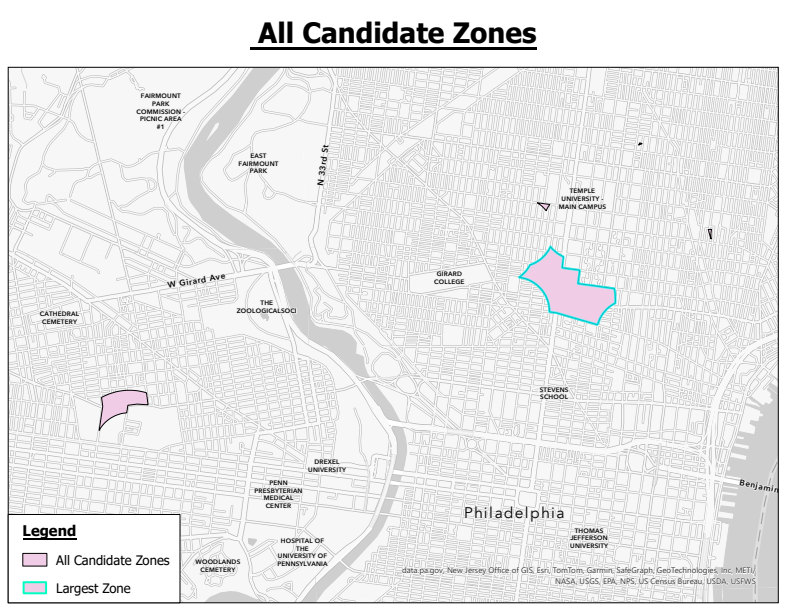 All Candidate Zones
FAIRMOUNT
PARK
COMMISSION -
PICNIC AREA
#1
EAST
FAIRMOUNT
PARK
N 33rd St
TEMPLE
UNIVERSITY -
MAIN CAMPUS
W Girard Ave
GIRARD
COLLEGE
THE
ZOOLOGICALSOCI
CATHEDRAL
CEMETERY
STEVENS
SCHOOL
DREXEL
UNIVERSITY
PENN
PRESBYTERIAN
MEDICAL
CENTER
Benjamin
Philadelphia
THOMAS
JEFFERSON
UNIVERSITY
HOSPITAL OF
THE
UNIVERSITY OF
PENNSYLVANIA
WOODLANDS
CEMETERY
Legend
All Candidate Zones
Largest Zone
data.pa.gov, New Jersey Office of GIS, Esri, TomTom, Garmin, SafeGraph, GeoTechnologies, Inc, METI/
NASA, USGS, EPA, NPS, US Census Bureau, USDA, USFWS